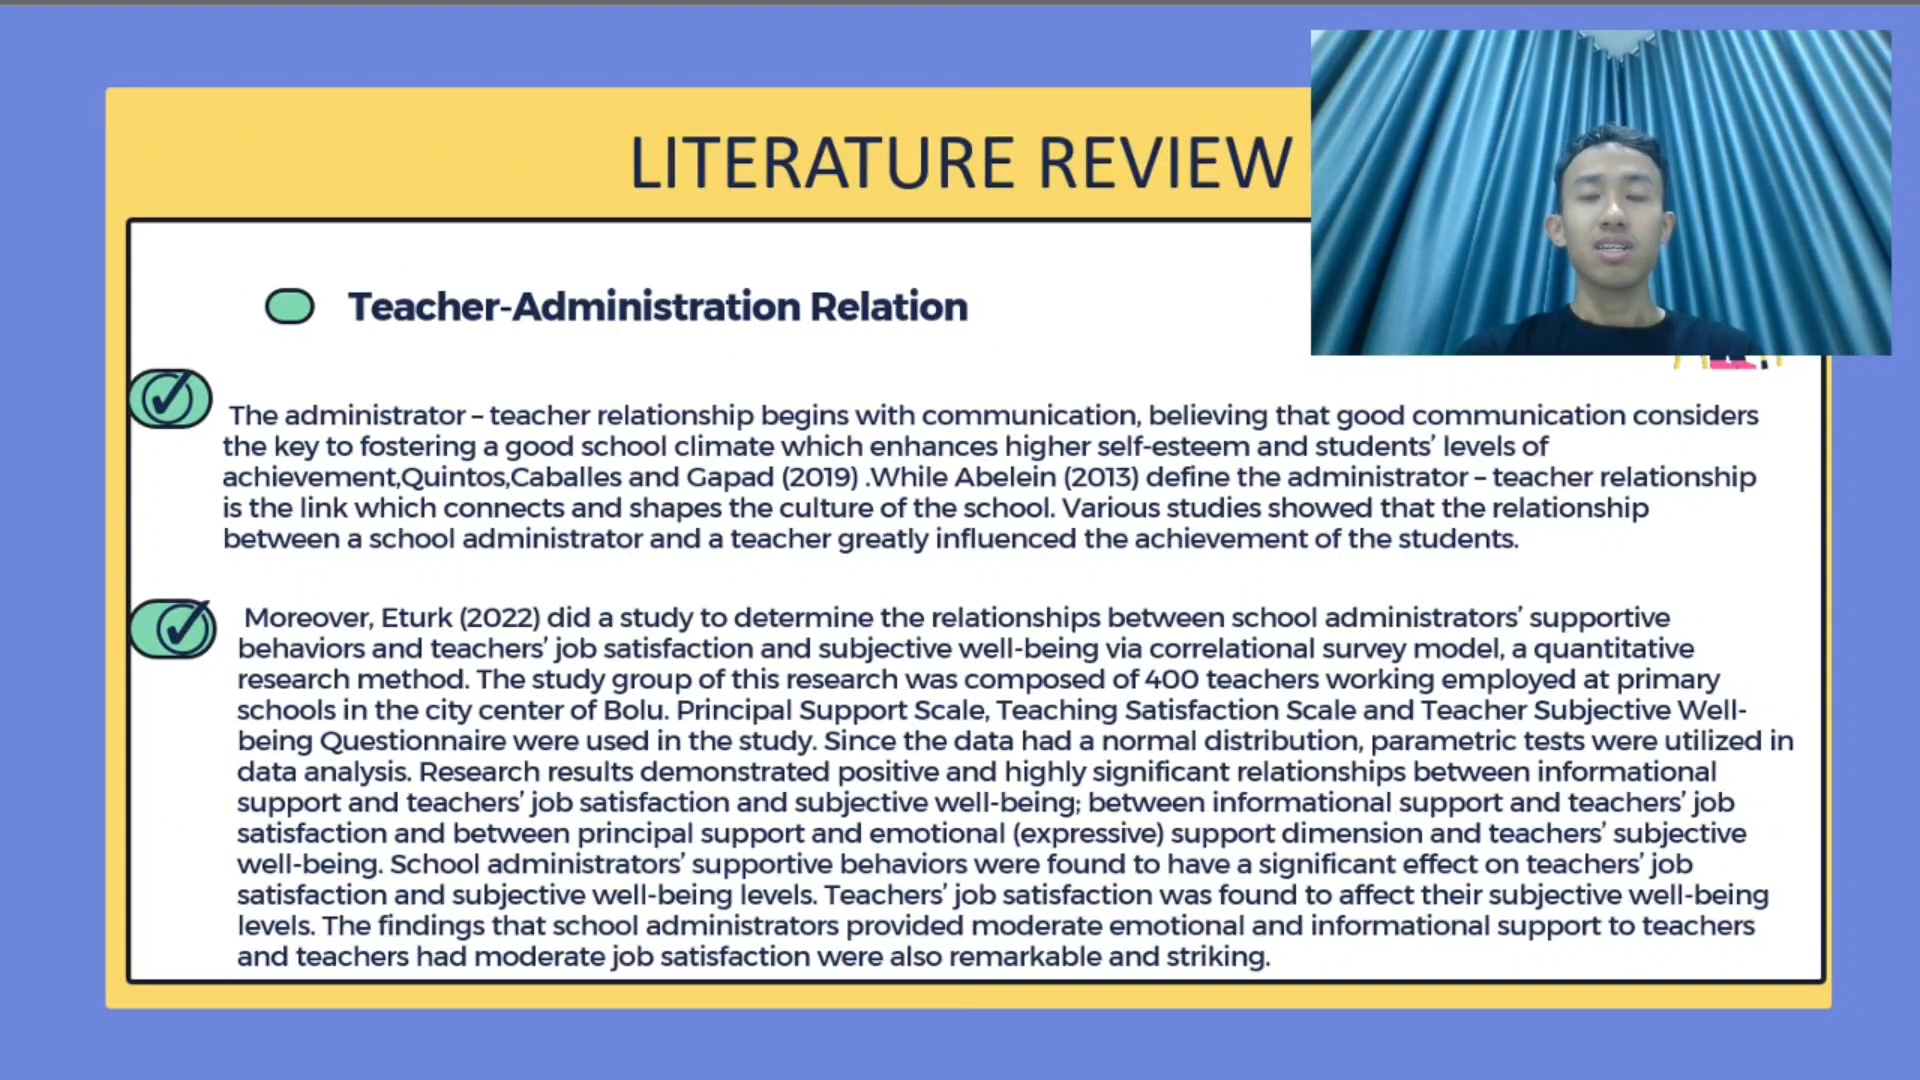 LITERATURE REVIEW
Teacher-Administration Relation
The administrator – teacher relationship begins with communication, believing that good communication considers
the key to fostering a good school climate which enhances higher self-esteem and students’ levels of
achievement,Quintos,Caballes and Gapad (2019) .While Abelein (2013) define the administrator – teacher relationship
is the link which connects and shapes the culture of the school. Various studies showed that the relationship
between a school administrator and a teacher greatly influenced the achievement of the students.
Moreover, Eturk (2022) did a study to determine the relationships between school administrators’ supportive
behaviors and teachers’ job satisfaction and subjective well-being via correlational survey model, a quantitative
research method. The study group of this research was composed of 400 teachers working employed at primary
schools in the city center of Bolu. Principal Support Scale, Teaching Satisfaction Scale and Teacher Subjective Well-
being Questionnaire were used in the study. Since the data had a normal distribution, parametric tests were utilized in
data analysis. Research results demonstrated positive and highly significant relationships between informational
support and teachers’ job satisfaction and subjective well-being; between informational support and teachers’ job
satisfaction and between principal support and emotional (expressive) support dimension and teachers’ subjective
well-being. School administrators’ supportive behaviors were found to have a significant effect on teachers’ job
satisfaction and subjective well-being levels. Teachers’ job satisfaction was found to affect their subjective well-being
levels. The findings that school administrators provided moderate emotional and informational support to teachers
and teachers had moderate job satisfaction were also remarkable and striking.